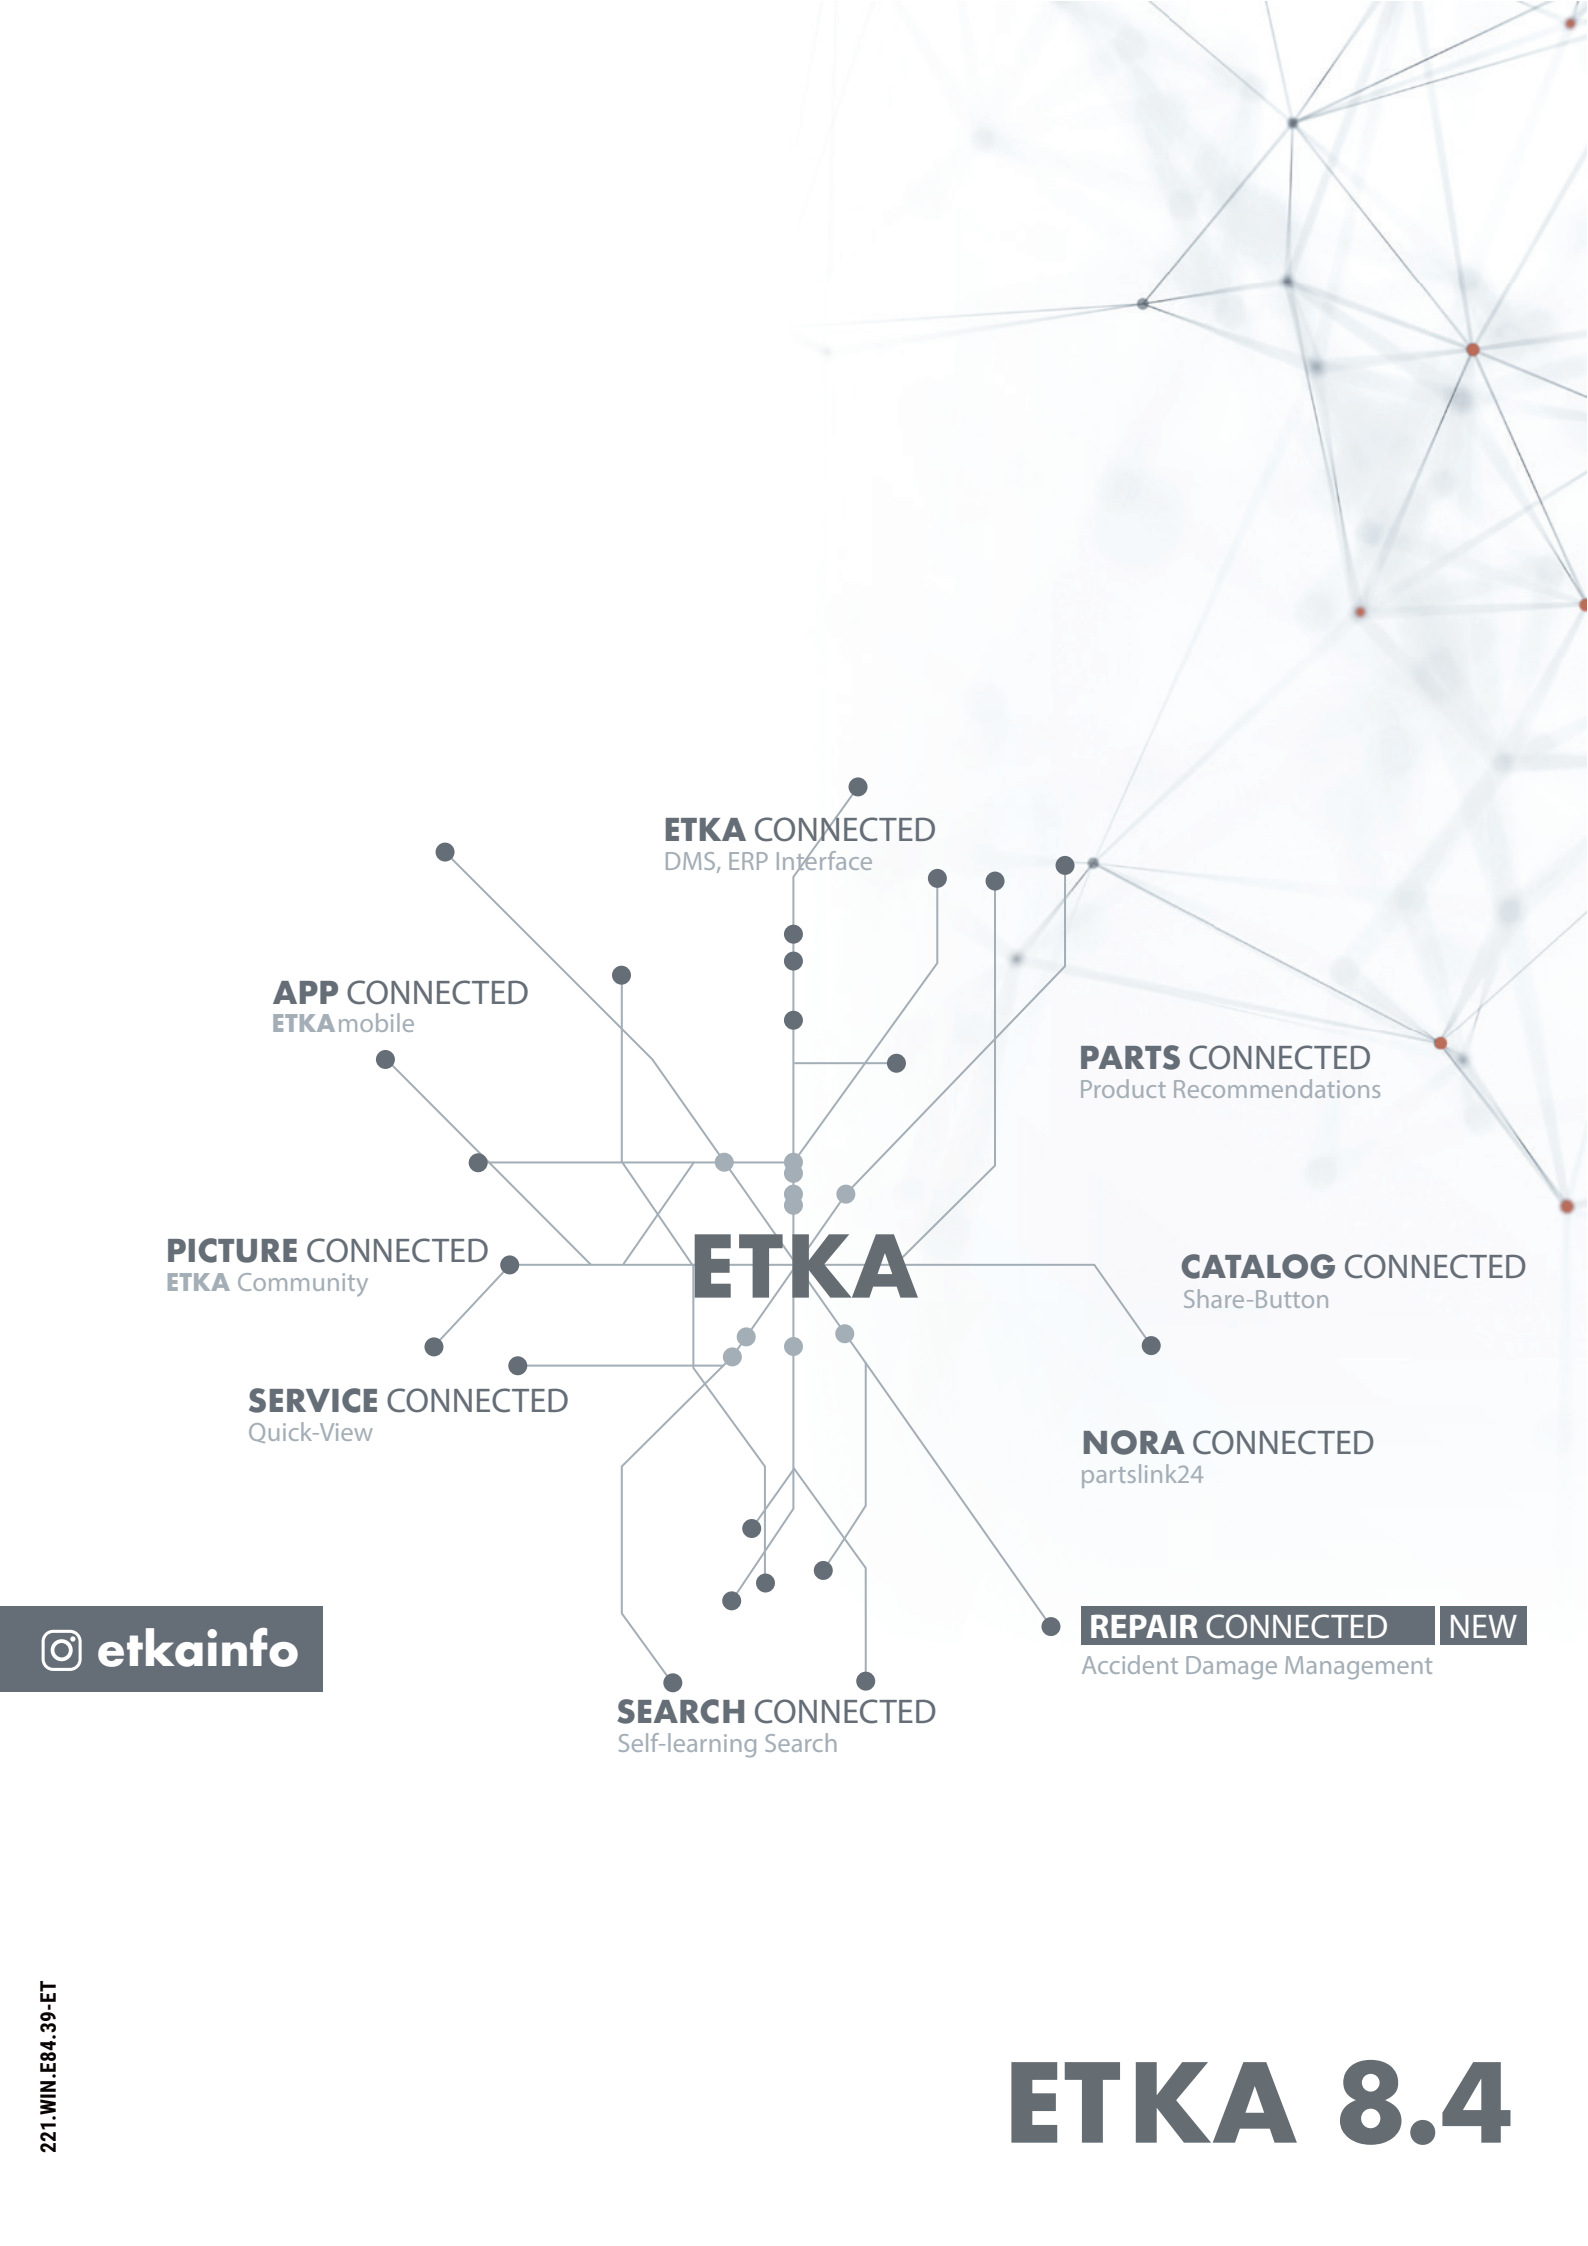 ETKA CONNECTED
DMS, ERP Interface
APP CONNECTED
ETKAmobile
PARTS CONNECTED
Product Recommendations
PICTURE CONNECTED
ETKA Community
ETKA
CATALOG CONNECTED
Share-Button
SERVICE CONNECTED
Quick-View
NORA CONNECTED
partslink24
etkainfo
REPAIR CONNECTED NEW
Accident Damage Management
SEARCH CONNECTED
Self-learning Search
221.WIN.E84.39-ET
ETKA 8.4